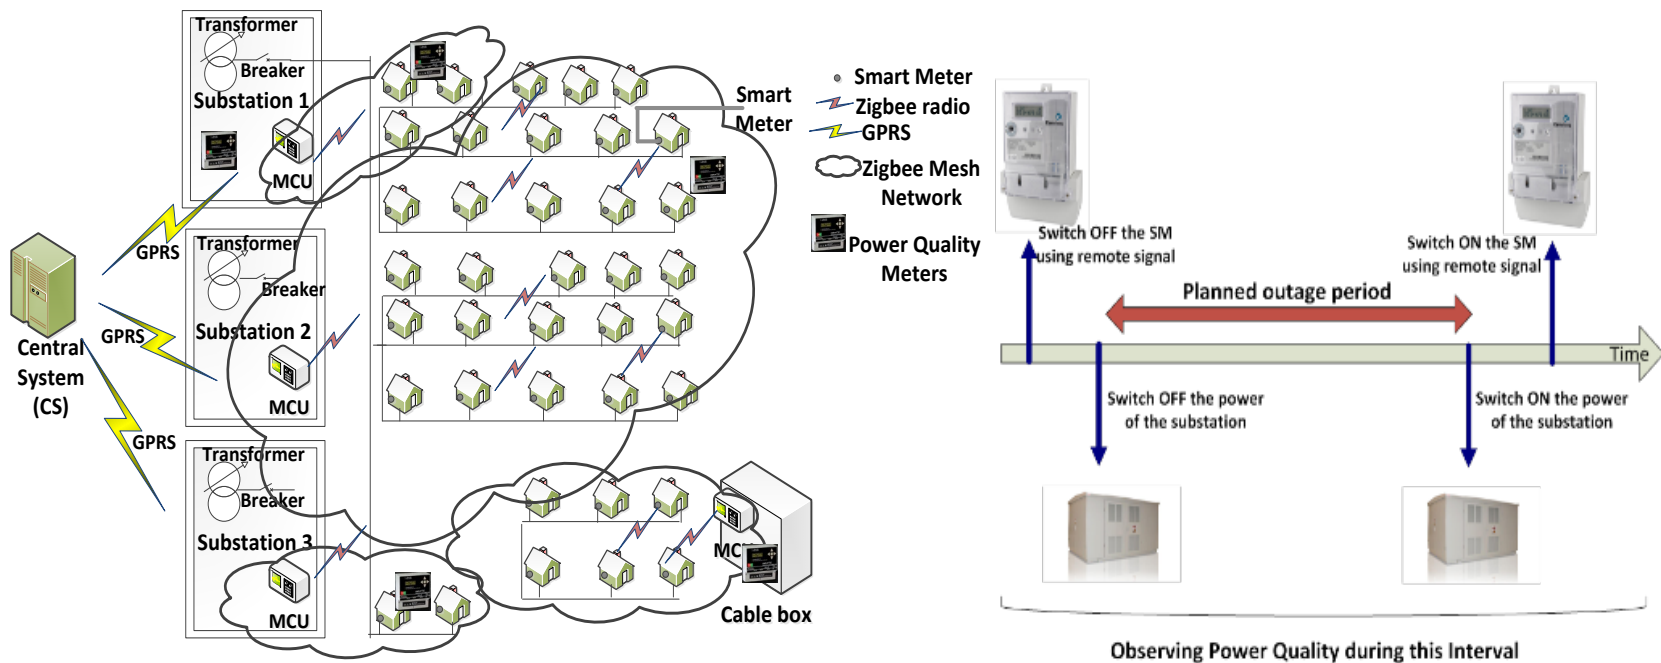 Transformer
Breaker
Substation 1
MCU
GPRS
Transformer
Breaker
Substation 2
MCU
GPRS
Central
System
(CS)
GPRS
Transformer
Breaker
Substation 3
MCU
Smart
Meter
MCU
Cable box
Smart Meter
Zigbee radio
GPRS
Zigbee Mesh
Network
Power Quality
Meters
Switch OFF the SM
using remote signal
Switch ON the SM
using remote signal
Planned outage period
Time
Switch OFF the power
of the substation
Switch ON the power
of the substation
Observing Power Quality during this Interval